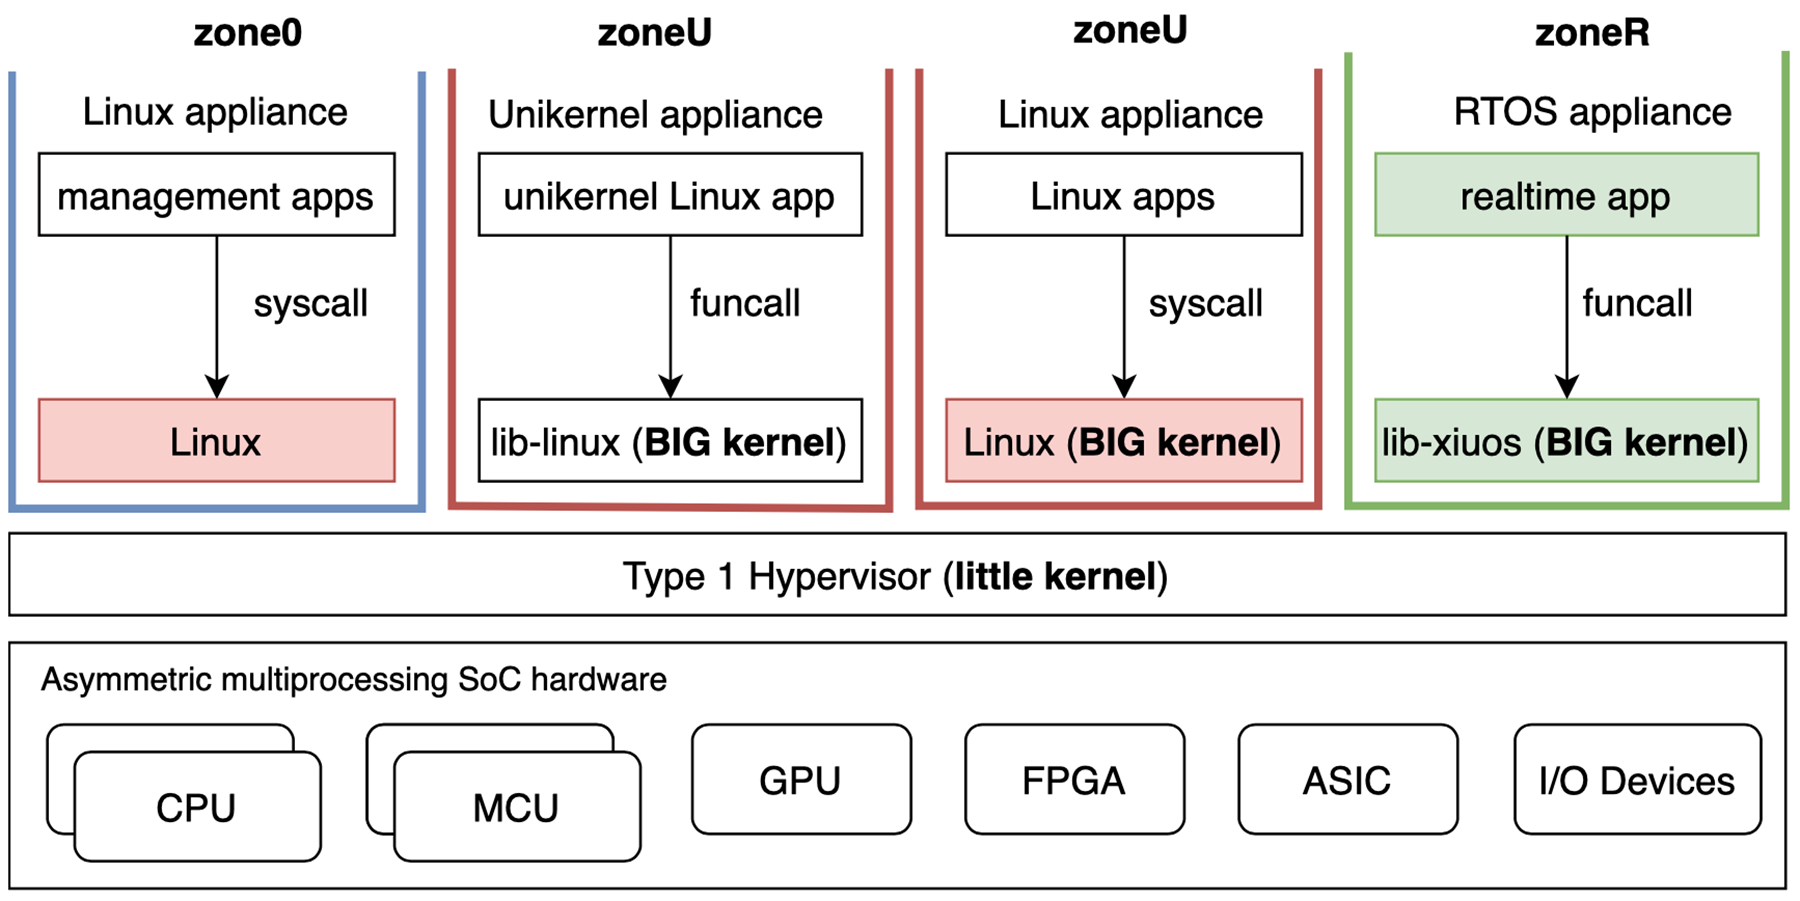 zone0
zoneU
zoneU
zoneR
Linux appliance
Unikernel appliance
Linux appliance
RTOS appliance
management apps
unikernel Linux app
Linux apps
realtime app
syscall
funcall
syscall
funcall
Linux
lib-linux (BIG kernel)
Linux (BIG kernel)
lib-xiuos (BIG kernel)
Type 1 Hypervisor (little kernel)
Asymmetric multiprocessing SoC hardware
CPU
MCU
GPU
FPGA
ASIC
I/O Devices